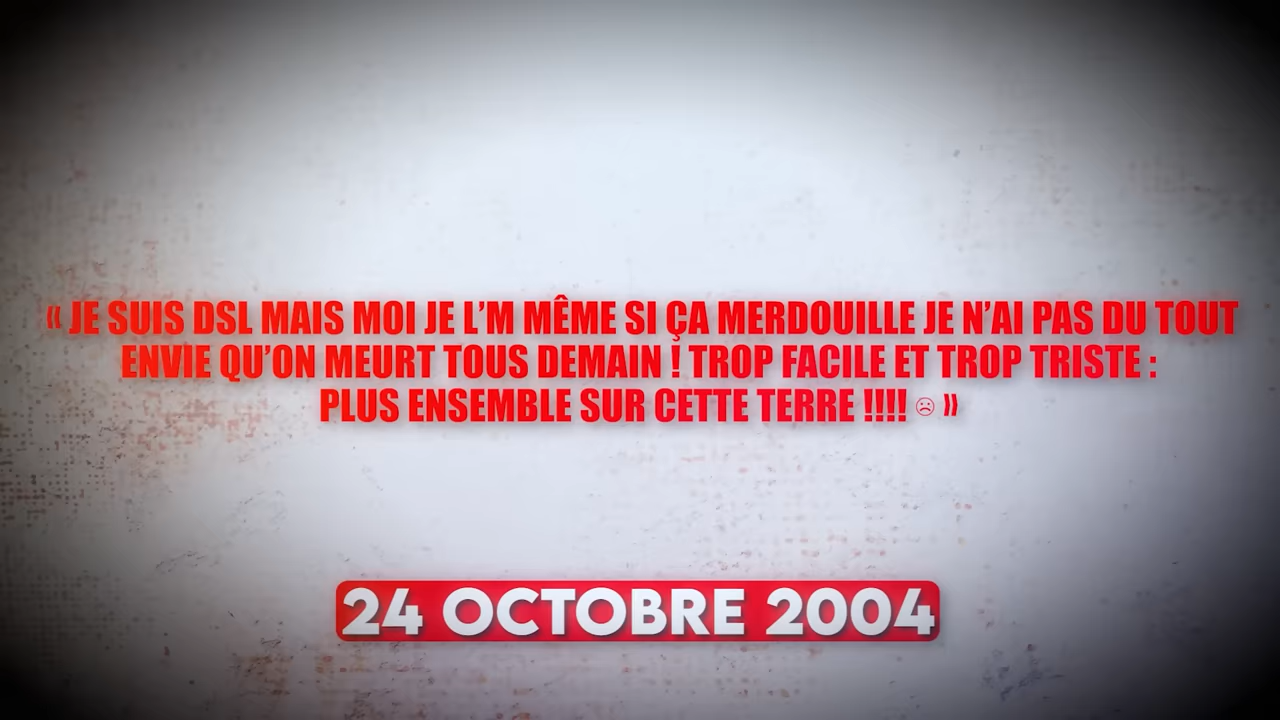 « JE SUIS DSL MAIS MOI JE L’M MÊME SI ÇA MERDOUILLE JE N’AI PAS DU TOUT
ENVIE QU’ON MEURT TOUS DEMAIN ! TROP FACILE ET TROP TRISTE :
PLUS ENSEMBLE SUR CETTE TERRE !!!! ☹ »
24 OCTOBRE 2004